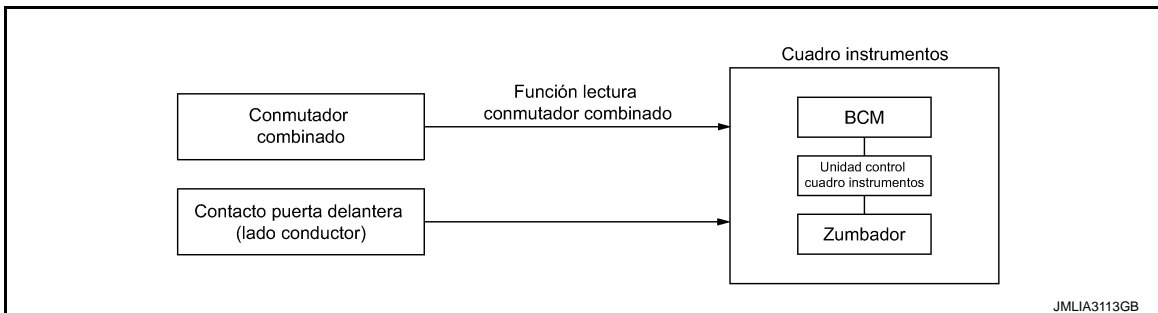 Cuadro instrumentos
Conmutador
combinado
Función lectura
conmutador combinado
BCM
Unidad control
cuadro instrumentos
Contacto puerta delantera
(lado conductor)
Zumbador
JMLIA3113GB